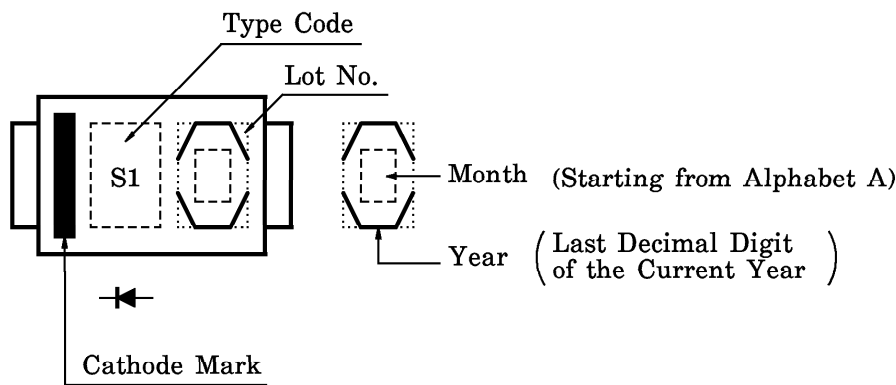 Type Code
Lot No.
S1
Month (Starting from Alphabet A)
Year (Last Decimal Digit
of the Current Year)
Cathode Mark